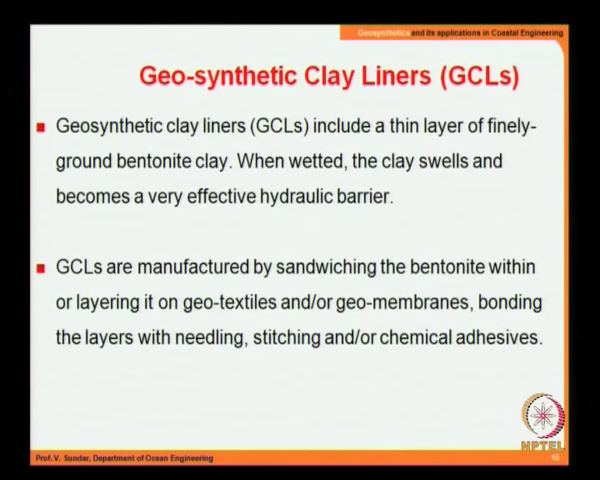 Geosynthetics and its applications in Coastal Engineering
Geo-synthetic Clay Liners (GCLs)
Geosynthetic clay liners (GCLs) include a thin layer of finely-
ground bentonite clay. When wetted, the clay swells and
becomes a very effective hydraulic barrier.
GCLs are manufactured by sandwiching the bentonite within
or layering it on geo-textiles and/or geo-membranes, bonding
the layers with needling, stitching and/or chemical adhesives.
NPTEL
Prof. V. Sundar, Department of Ocean Engineering
16